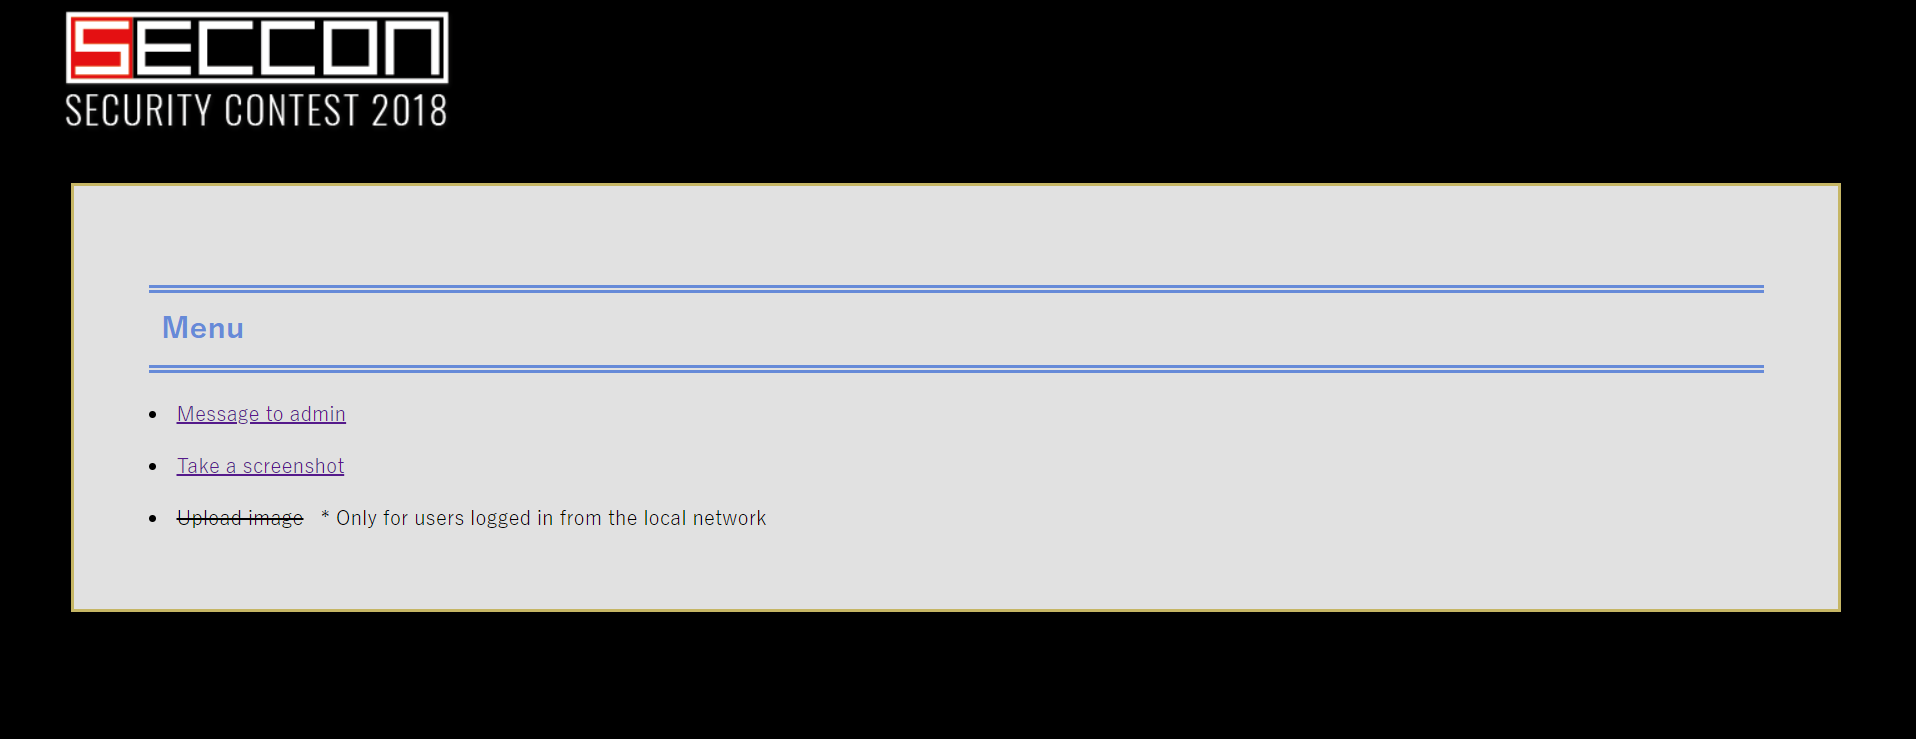 SECCON
SECURITY CONTEST 2018
Menu
Message to admin
Take a screenshot
Upload image * Only for users logged in from the local network